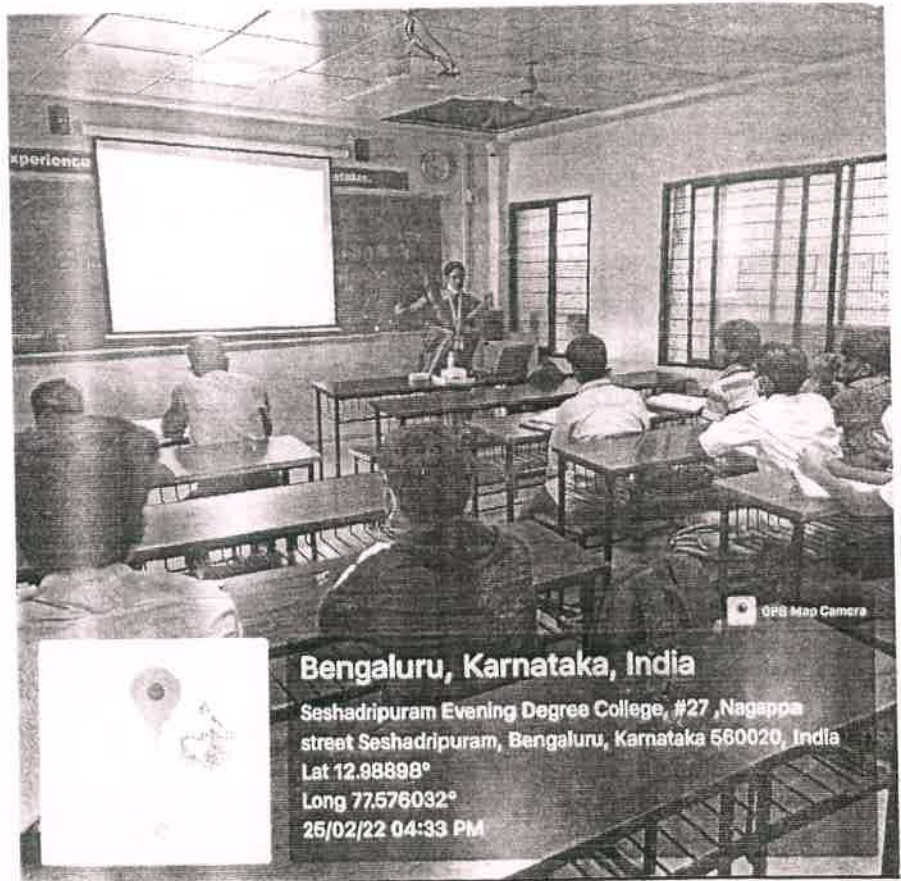 xperience
GPS Map Camera
Bengaluru, Karnataka, India
Seshadripuram Evening Degree College, #27 ,Nagappa
street Seshadripuram, Bengaluru, Karnataka 560020, India
Lat 12.98898°
Long 77.576032°
25/02/22 04:33 PM